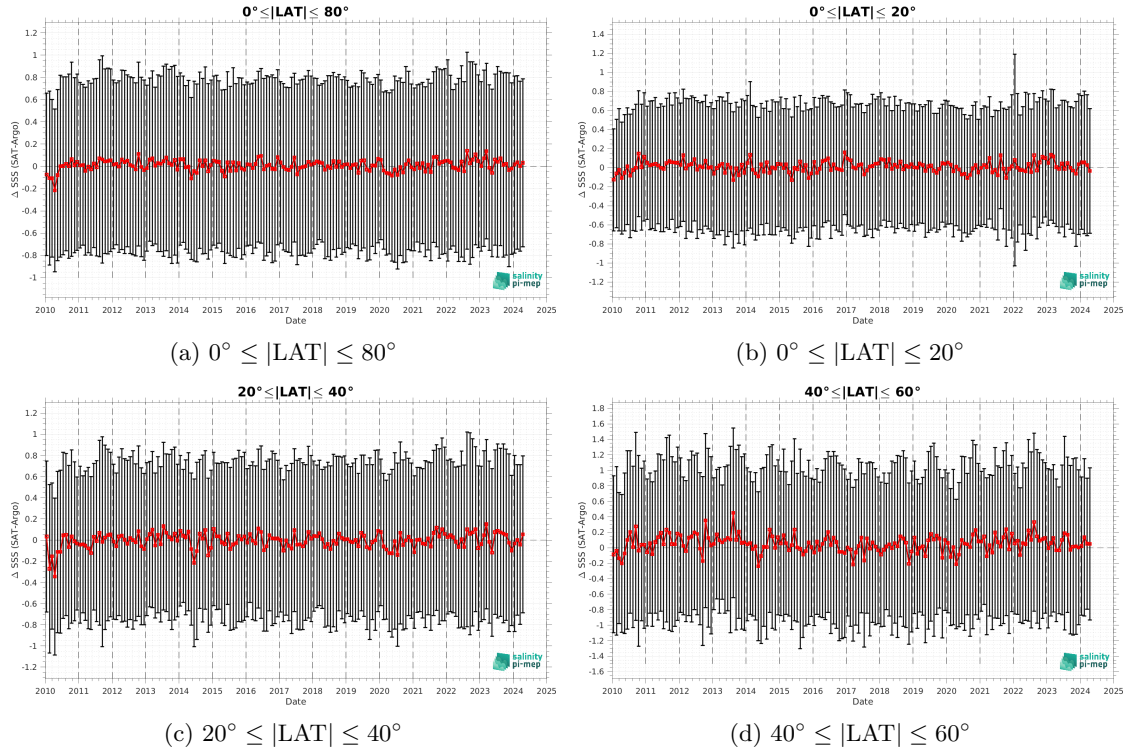 0°≤|LAT|≤ 80°
Δ SSS (SAT-Argo)
1.2
1
0.8
0.6
0.4
0.2
0
-0.2
-0.4
-0.6
-0.8
-1
2010 2011 2012 2013 2014 2015 2016 2017 2018 2019 2020 2021 2022 2023 2024 2025
Date
salinity
pi-mep
(a) 0° ≤ |LAT| ≤ 80°
0°≤|LAT|≤ 20°
Δ SSS (SAT-Argo)
1.4
1.2
1
0.8
0.6
0.4
0.2
0
-0.2
-0.4
-0.6
-0.8
-1
-1.2
2010 2011 2012 2013 2014 2015 2016 2017 2018 2019 2020 2021 2022 2023 2024 2025
Date
salinity
pi-mep
(b) 0° ≤ |LAT| ≤ 20°
20°≤|LAT|≤ 40°
Δ SSS (SAT-Argo)
1.2
1
0.8
0.6
0.4
0.2
0
-0.2
-0.4
-0.6
-0.8
-1
-1.2
2010 2011 2012 2013 2014 2015 2016 2017 2018 2019 2020 2021 2022 2023 2024 2025
Date
salinity
pi-mep
(c) 20° ≤ |LAT| ≤ 40°
40°≤|LAT|≤ 60°
Δ SSS (SAT-Argo)
1.8
1.6
1.4
1.2
1
0.8
0.6
0.4
0.2
0
-0.2
-0.4
-0.6
-0.8
-1
-1.2
-1.4
-1.6
2010 2011 2012 2013 2014 2015 2016 2017 2018 2019 2020 2021 2022 2023 2024 2025
Date
salinity
pi-mep
(d) 40° ≤ |LAT| ≤ 60°